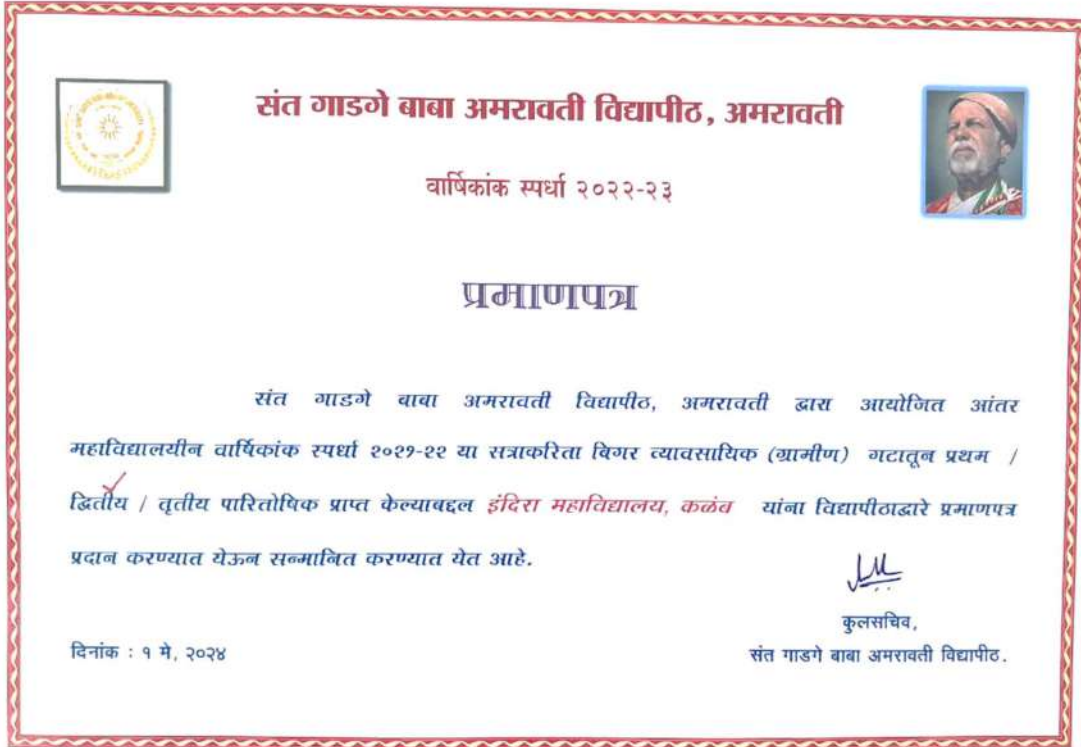 संत गाडगे बाबा अमरावती विद्यापीठ, अमरावती
वार्षिकांक स्पर्धा २०२२-२३
प्रमाणपत्र
संत गाडगे बाबा अमरावती विद्यापीठ, अमरावती द्वारा आयोजित आंतर
महाविद्यालयीन वार्षिकांक स्पर्धा २०२१-२२ या सत्राकरिता बिगर व्यावसायिक (ग्रामीण) गटातून प्रथम /
द्वितीय / तृतीय पारितोषिक प्राप्त केल्याबद्दल इंदिरा महाविद्यालय, कळंब यांना विद्यापीठाद्वारे प्रमाणपत्र
प्रदान करण्यात येऊन सन्मानित करण्यात येत आहे.
कुलसचिव,
दिनांक : १ मे, २०२४
संत गाडगे बाबा अमरावती विद्यापीठ.